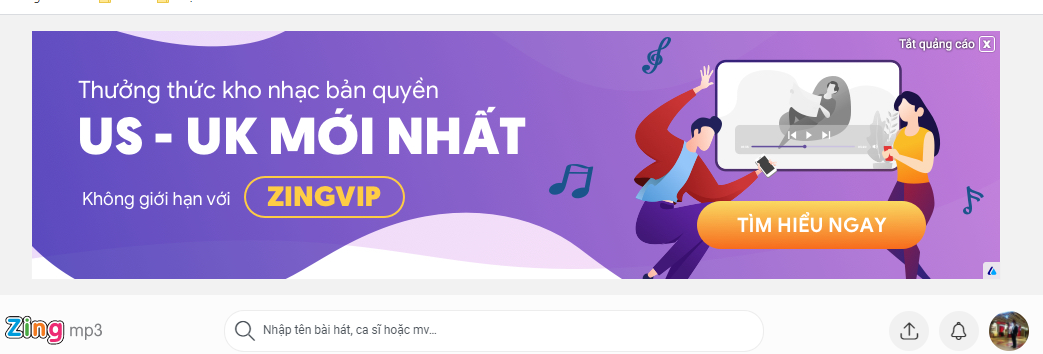 Tắt quảng cáo X
Thưởng thức kho nhạc bản quyền
US - UK MỚI NHẤT
Không giới hạn với ZINGVIP
TÌM HIỂU NGAY
Zing mp3
Nhập tên bài hát, ca sĩ hoặc mv...